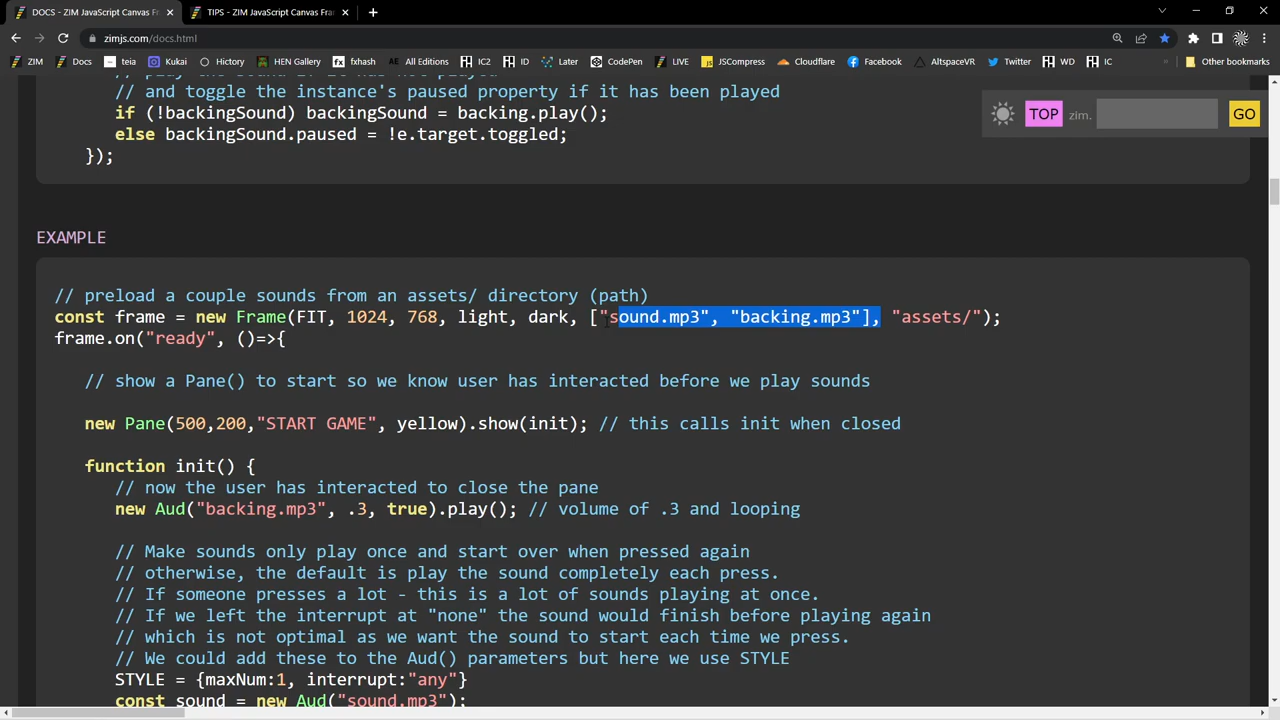 DOCS - ZIM JavaScript Canvas Fr
TIPS - ZIM JavaScript Canvas Fra
zimjs.com/docs.html
ZIM
Docs
teia
Kukai
History
HEN Gallery
fxhash
All Editions
IC2
ID
Later
CodePen
LIVE
JSCompress
Cloudflare
Facebook
AltspaceVR
Twitter
WD
IC
»
Other bookmarks
// and toggle the instance's paused property if it has been played
if (!backingSound) backingSound = backing.play();
else backingSound.paused = !e.target.toggled;
});
TOP zim. GO
EXAMPLE
// preload a couple sounds from an assets/ directory (path)
const frame = new Frame(FIT, 1024, 768, light, dark, ["sound.mp3", "backing.mp3"], "assets/");
frame.on("ready", ()=>{
// show a Pane() to start so we know user has interacted before we play sounds
new Pane(500,200,"START GAME", yellow).show(init); // this calls init when closed
function init() {
// now the user has interacted to close the pane
new Aud("backing.mp3", .3, true).play(); // volume of .3 and looping
// Make sounds only play once and start over when pressed again
// otherwise, the default is play the sound completely each press.
// If someone presses a lot - this is a lot of sounds playing at once.
// If we left the interrupt at "none" the sound would finish before playing again
// which is not optimal as we want the sound to start each time we press.
// We could add these to the Aud() parameters but here we use STYLE
STYLE = {maxNum:1, interrupt:"any"}
const sound = new Aud("sound.mp3");